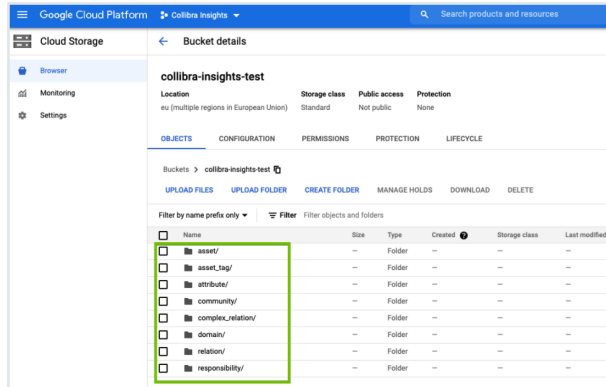 Google Cloud Platform Collibra Insights Search products and resources
Cloud Storage Bucket details
Browser
Monitoring
Settings
collibra-insights-test
Location Storage class Public access Protection
eu (multiple regions in European Union) Standard Not public None
OBJECTS CONFIGURATION PERMISSIONS PROTECTION LIFECYCLE
Buckets > collibra-insights-test
UPLOAD FILES UPLOAD FOLDER CREATE FOLDER MANAGE HOLDS DOWNLOAD DELETE
Filter by name prefix only Filter Filter objects and folders
Name Size Type Created Storage class Last modified
asset/ — Folder — — —
asset_tag/ — Folder — — —
attribute/ — Folder — — —
community/ — Folder — — —
complex_relation/ — Folder — — —
domain/ — Folder — — —
relation/ — Folder — — —
responsibility/ — Folder — — —